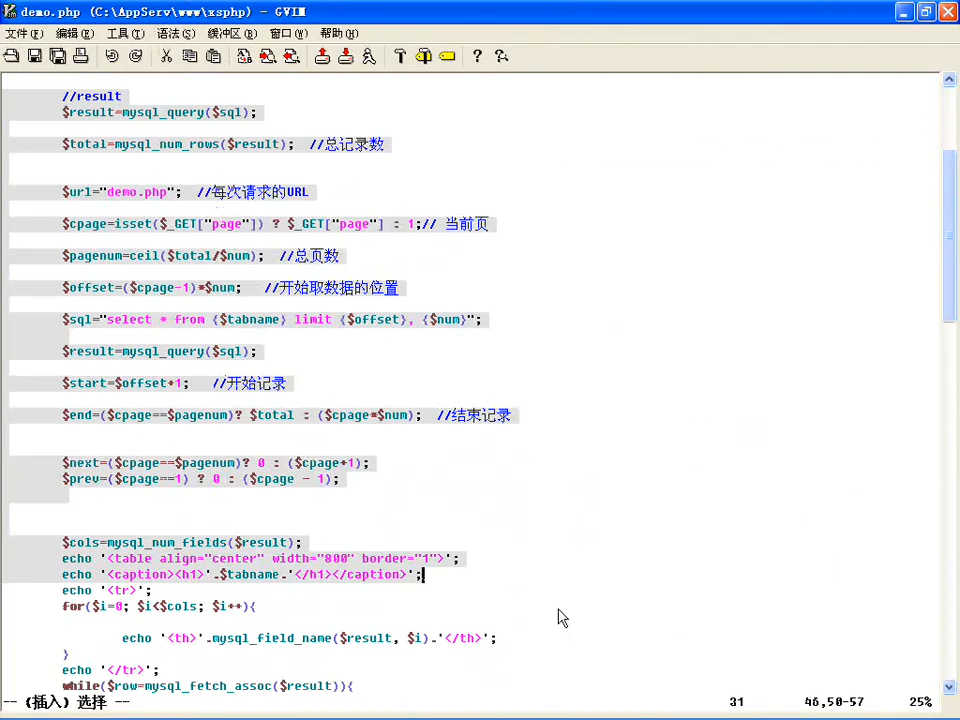 demo.php (C:\AppServ\www\xsphp) - GVIM
文件(F) 编辑(E) 工具(T) 语法(S) 缓冲区(B) 窗口(W) 帮助(H)
//result
$result=mysql_query($sql);
$total=mysql_num_rows($result); //总记录数
$url="demo.php"; //每次请求的URL
$cpage=isset($_GET["page"]) ? $_GET["page"] : 1;// 当前页
$pagenum=ceil($total/$num); //总页数
$offset=($cpage-1)*$num; //开始取数据的位置
$sql="select * from {$tabname} limit {$offset}, {$num}";
$result=mysql_query($sql);
$start=$offset+1; //开始记录
$end=($cpage==$pagenum)? $total : ($cpage*$num); //结束记录
$next=($cpage==$pagenum)? 0 : ($cpage+1);
$prev=($cpage==1) ? 0 : ($cpage - 1);
$cols=mysql_num_fields($result);
echo '<table align="center" width="800" border="1">';
echo '<caption><h1>'.$tabname.'</h1></caption>';
echo '<tr>';
for($i=0; $i<$cols; $i++){
echo '<th>'.mysql_field_name($result, $i).'</th>';
}
echo '</tr>';
while($row=mysql_fetch_assoc($result)){
-- (插入) 选择 -- 31 46,50-57 25%